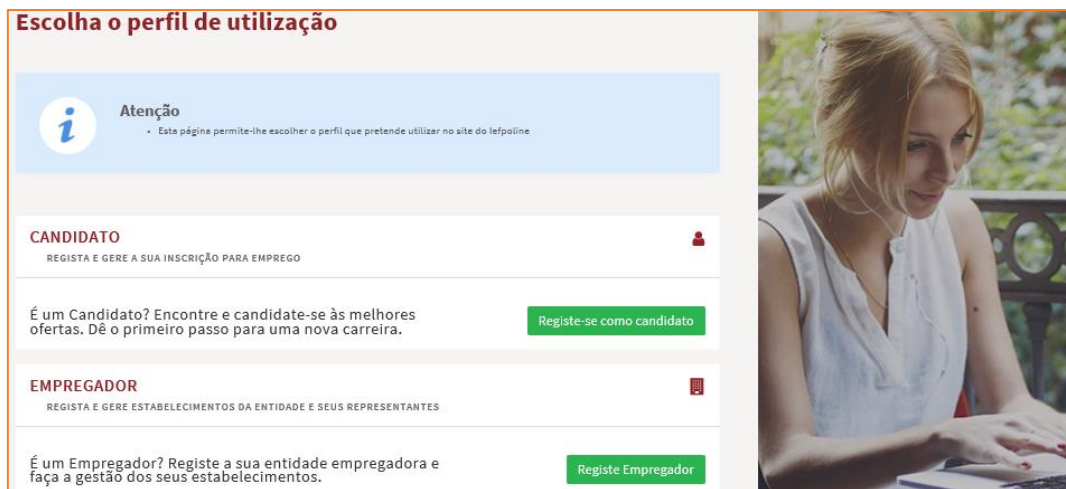 Escolha o perfil de utilização
Atenção
• Esta página permite-lhe escolher o perfil que pretende utilizar no site do Iefponline
CANDIDATO
REGISTA E GERE A SUA INSCRIÇÃO PARA EMPREGO
É um Candidato? Encontre e candidate-se às melhores
ofertas. Dê o primeiro passo para uma nova carreira.
Registe-se como candidato
EMPREGADOR
REGISTA E GERE ESTABELECIMENTOS DA ENTIDADE E SEUS REPRESENTANTES
É um Empregador? Registe a sua entidade empregadora e
faça a gestão dos seus estabelecimentos.
Registe Empregador